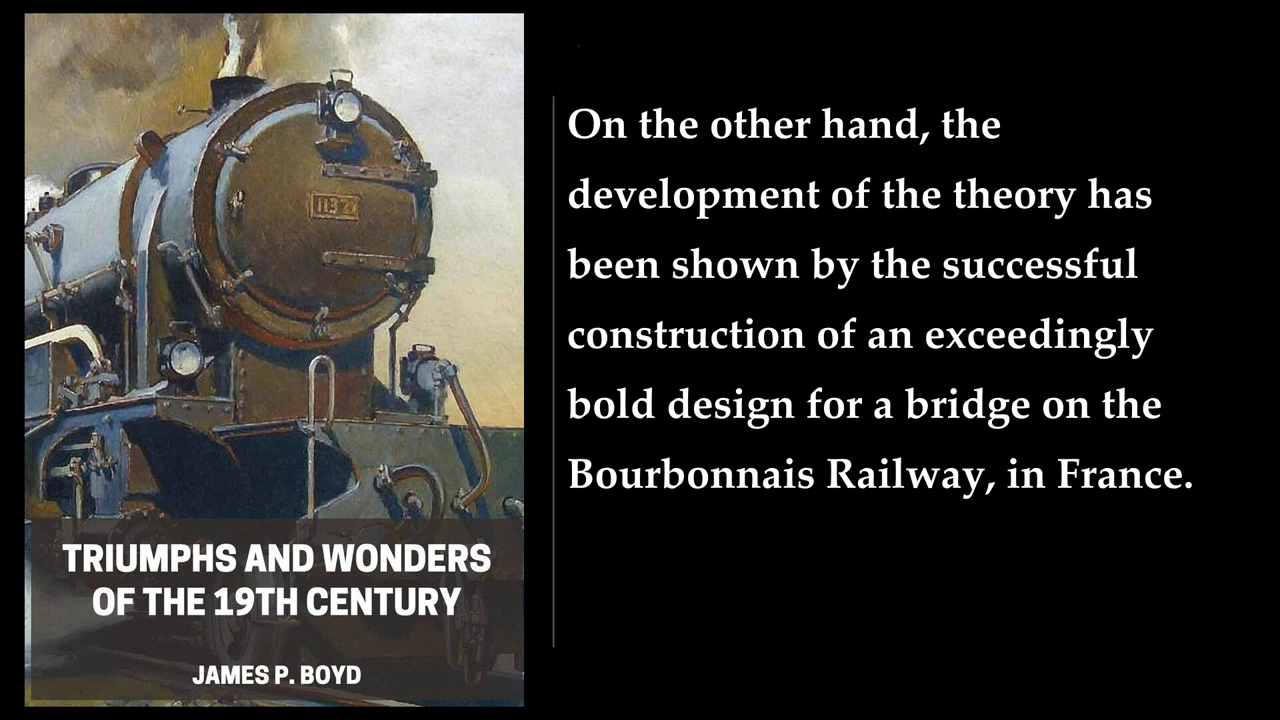 On the other hand, the
development of the theory has
been shown by the successful
construction of an exceedingly
bold design for a bridge on the
Bourbonnais Railway, in France.
TRIUMPHS AND WONDERS
OF THE 19TH CENTURY
JAMES P. BOYD